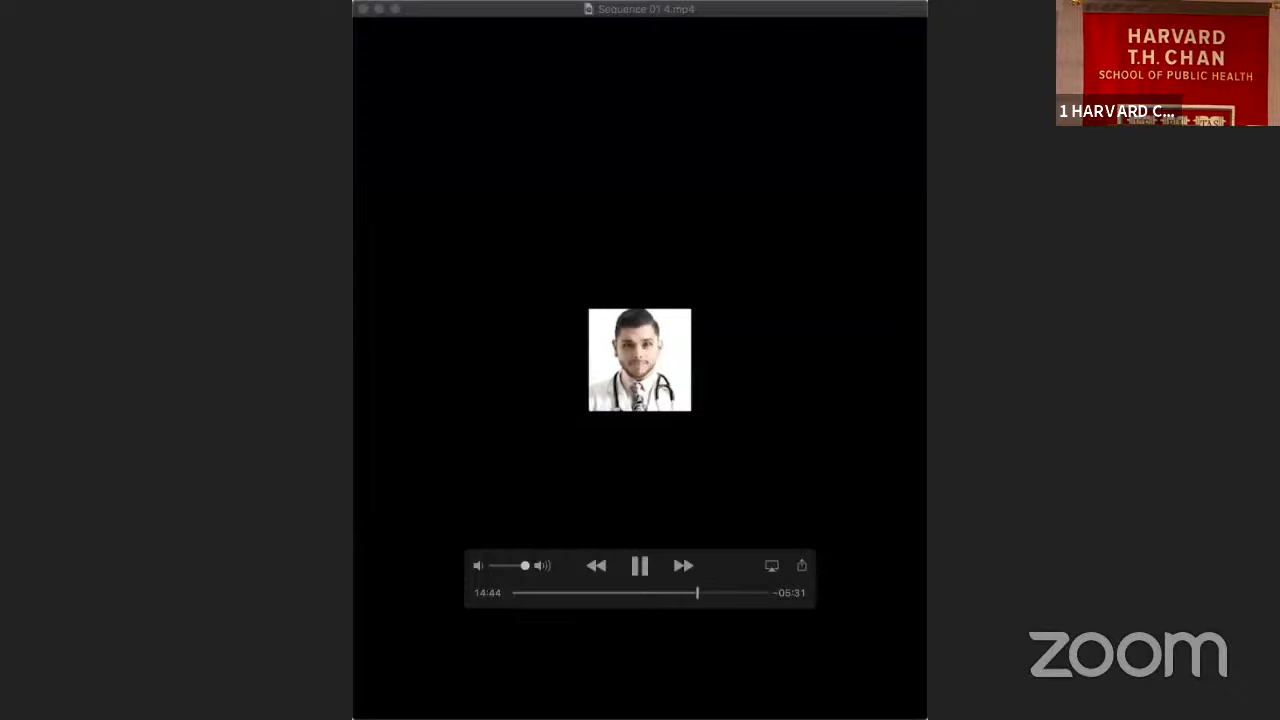 Sequence 01 4.mp4
HARVARD
T.H. CHAN
SCHOOL OF PUBLIC HEALTH
1 HARVARD C...
14:44
-05:31
zoom